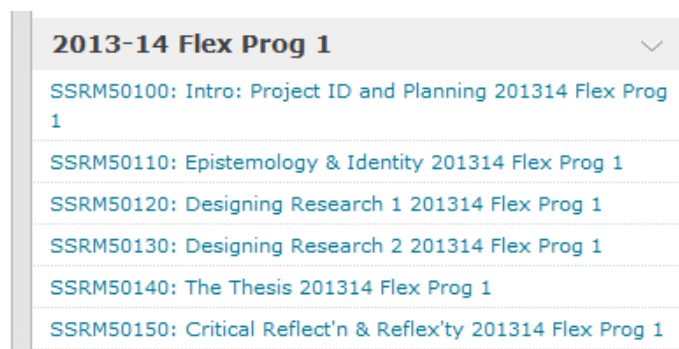 2013-14 Flex Prog 1
SSRM50100: Intro: Project ID and Planning 201314 Flex Prog
1
SSRM50110: Epistemology & Identity 201314 Flex Prog 1
SSRM50120: Designing Research 1 201314 Flex Prog 1
SSRM50130: Designing Research 2 201314 Flex Prog 1
SSRM50140: The Thesis 201314 Flex Prog 1
SSRM50150: Critical Reflect'n & Reflex'ty 201314 Flex Prog 1